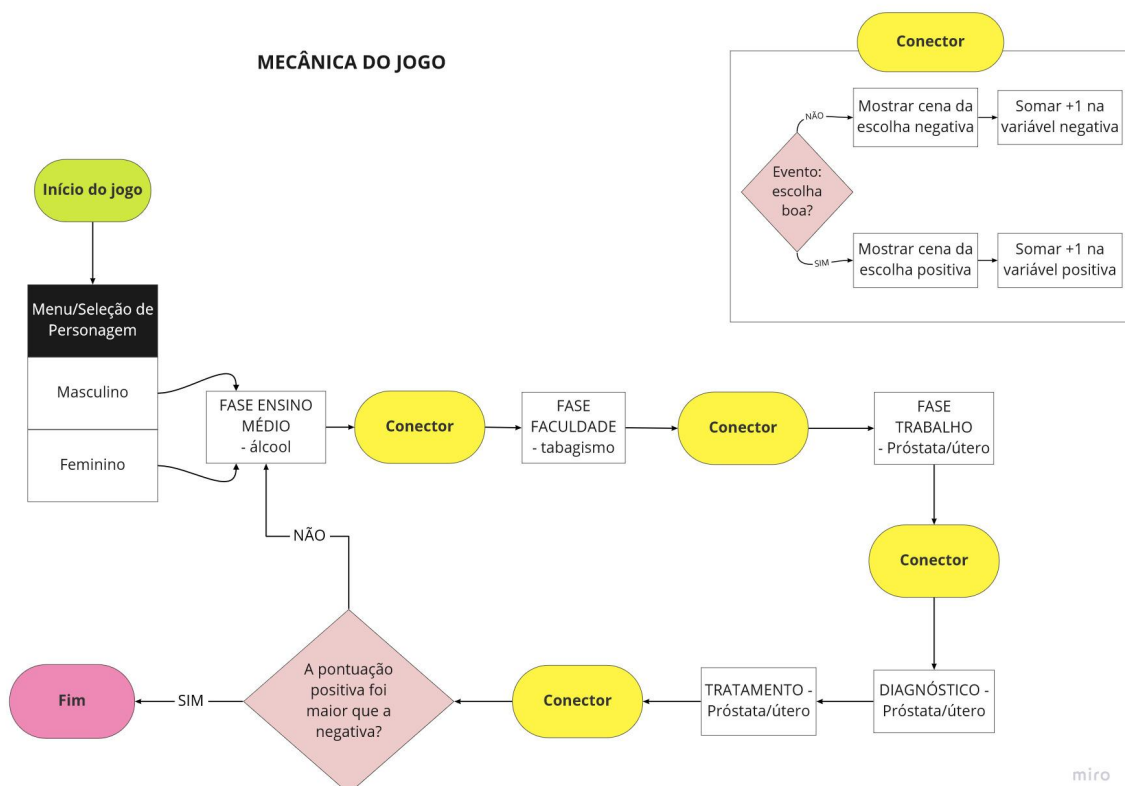 MECÂNICA DO JOGO
Conector
NÃO
Mostrar cena da
escolha negativa
Somar +1 na
variável negativa
Evento:
escolha
boa?
SIM
Mostrar cena da
escolha positiva
Somar +1 na
variável positiva
Início do jogo
Menu/Seleção de
Personagem
Masculino
Feminino
FASE ENSINO
MÉDIO
- álcool
Conector
FASE
FACULDADE
- tabagismo
Conector
FASE
TRABALHO
- Próstata/útero
Conector
DIAGNÓSTICO -
Próstata/útero
TRATAMENTO -
Próstata/útero
Conector
A pontuação
positiva foi
maior que a
negativa?
NÃO
SIM
Fim
miro